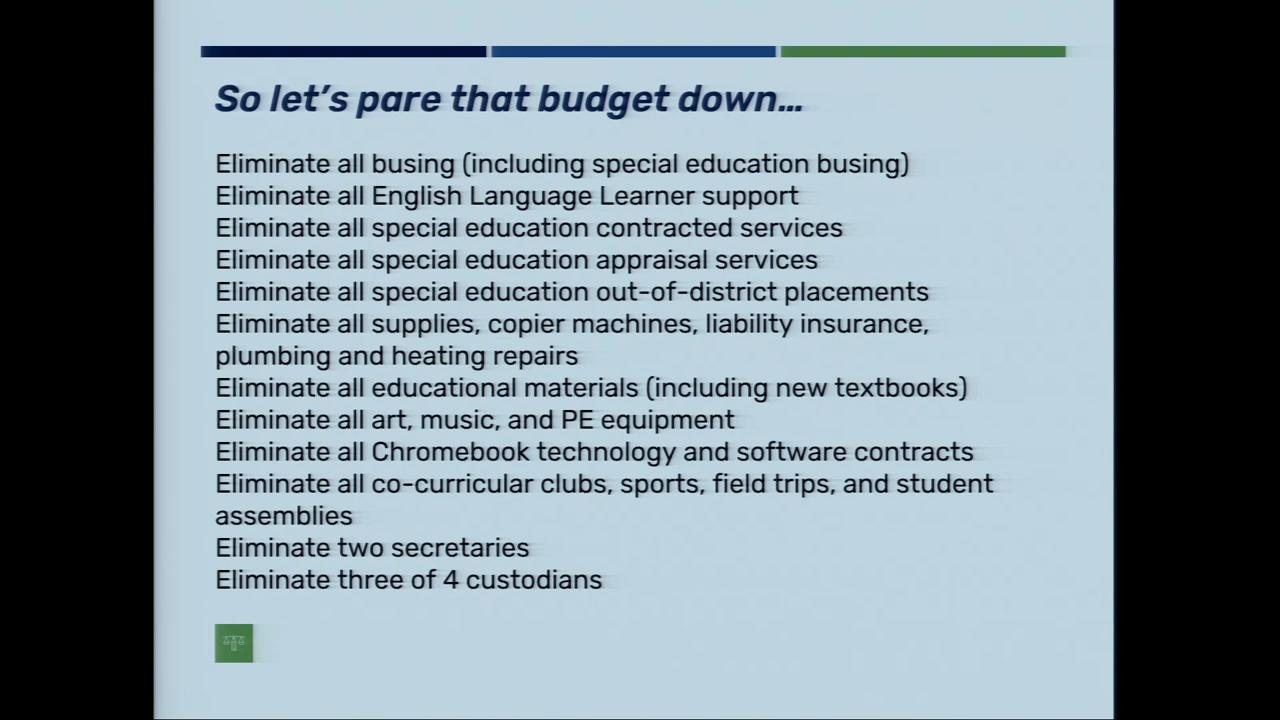 So let's pare that budget down...
Eliminate all busing (including special education busing)
Eliminate all English Language Learner support
Eliminate all special education contracted services
Eliminate all special education appraisal services
Eliminate all special education out-of-district placements
Eliminate all supplies, copier machines, liability insurance,
plumbing and heating repairs
Eliminate all educational materials (including new textbooks)
Eliminate all art, music, and PE equipment
Eliminate all Chromebook technology and software contracts
Eliminate all co-curricular clubs, sports, field trips, and student
assemblies
Eliminate two secretaries
Eliminate three of 4 custodians